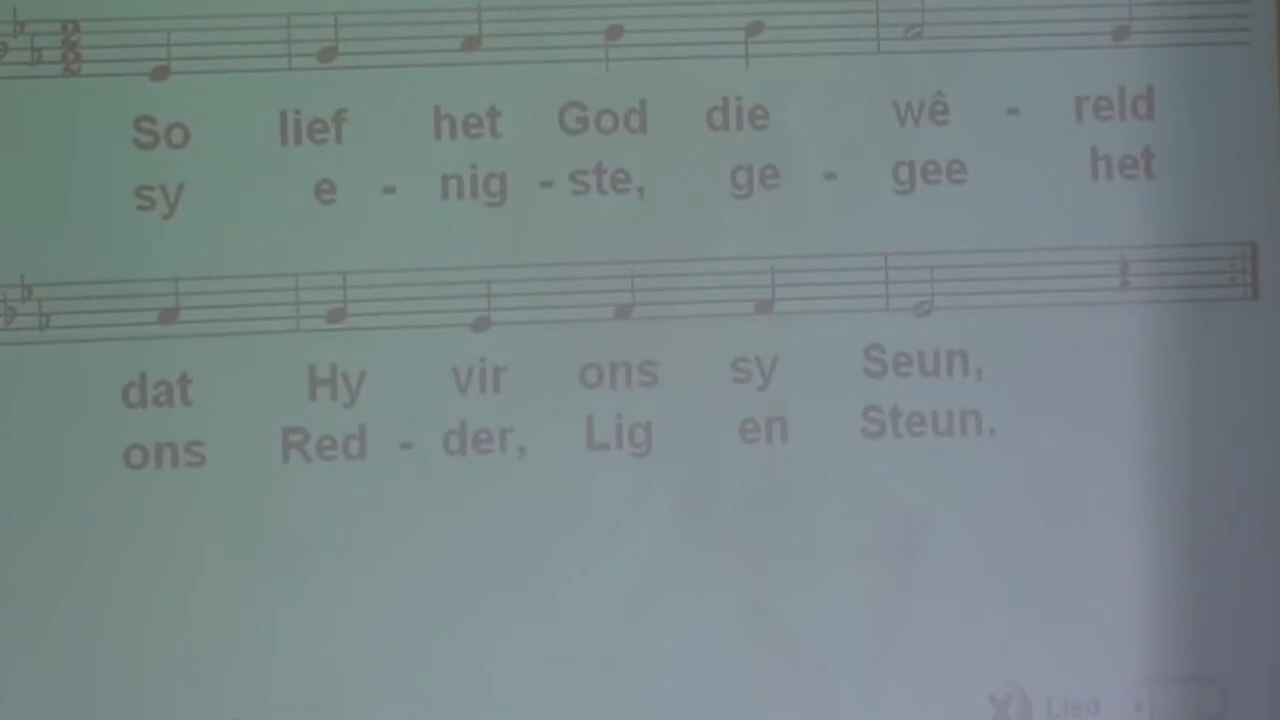 So lief het God die wê - reld
sy e - nig - ste, ge - gee het
dat Hy vir ons sy Seun,
ons Red - der, Lig en Steun.
Lied